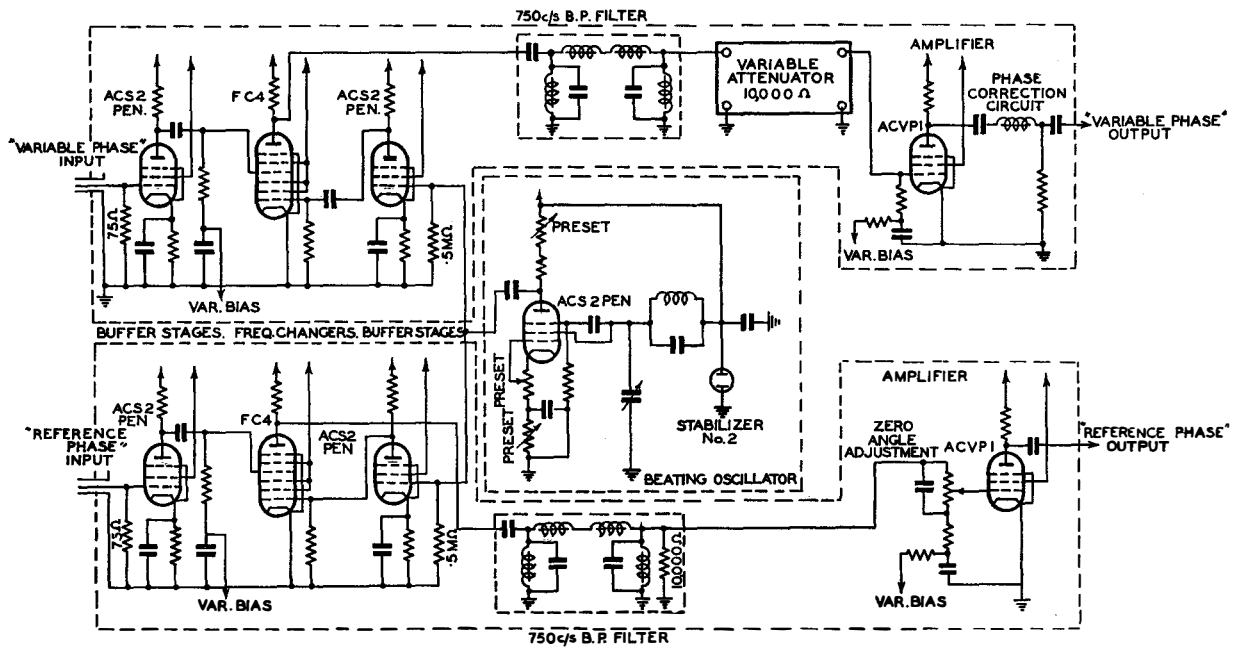 750c/s B.P. FILTER
AMPLIFIER
VARIABLE
ATTENUATOR
10,000 Ω
PHASE
CORRECTION
CIRCUIT
ACS2
PEN.
FC4
ACS2
PEN.
ACVP1
"VARIABLE PHASE"
INPUT
"VARIABLE PHASE"
OUTPUT
75Ω
.5MΩ
VAR. BIAS
VAR. BIAS
PRESET
ACS 2 PEN
BUFFER STAGES. FREQ. CHANGERS. BUFFER STAGES
PRESET
PRESET
STABILIZER
No. 2
BEATING OSCILLATOR
AMPLIFIER
ACS2
PEN
FC4
ACS2
PEN
ZERO
ANGLE
ADJUSTMENT
ACVP1
"REFERENCE
PHASE"
INPUT
"REFERENCE PHASE"
OUTPUT
75Ω
.5MΩ
10,000Ω
VAR. BIAS
VAR. BIAS
750c/s B.P. FILTER